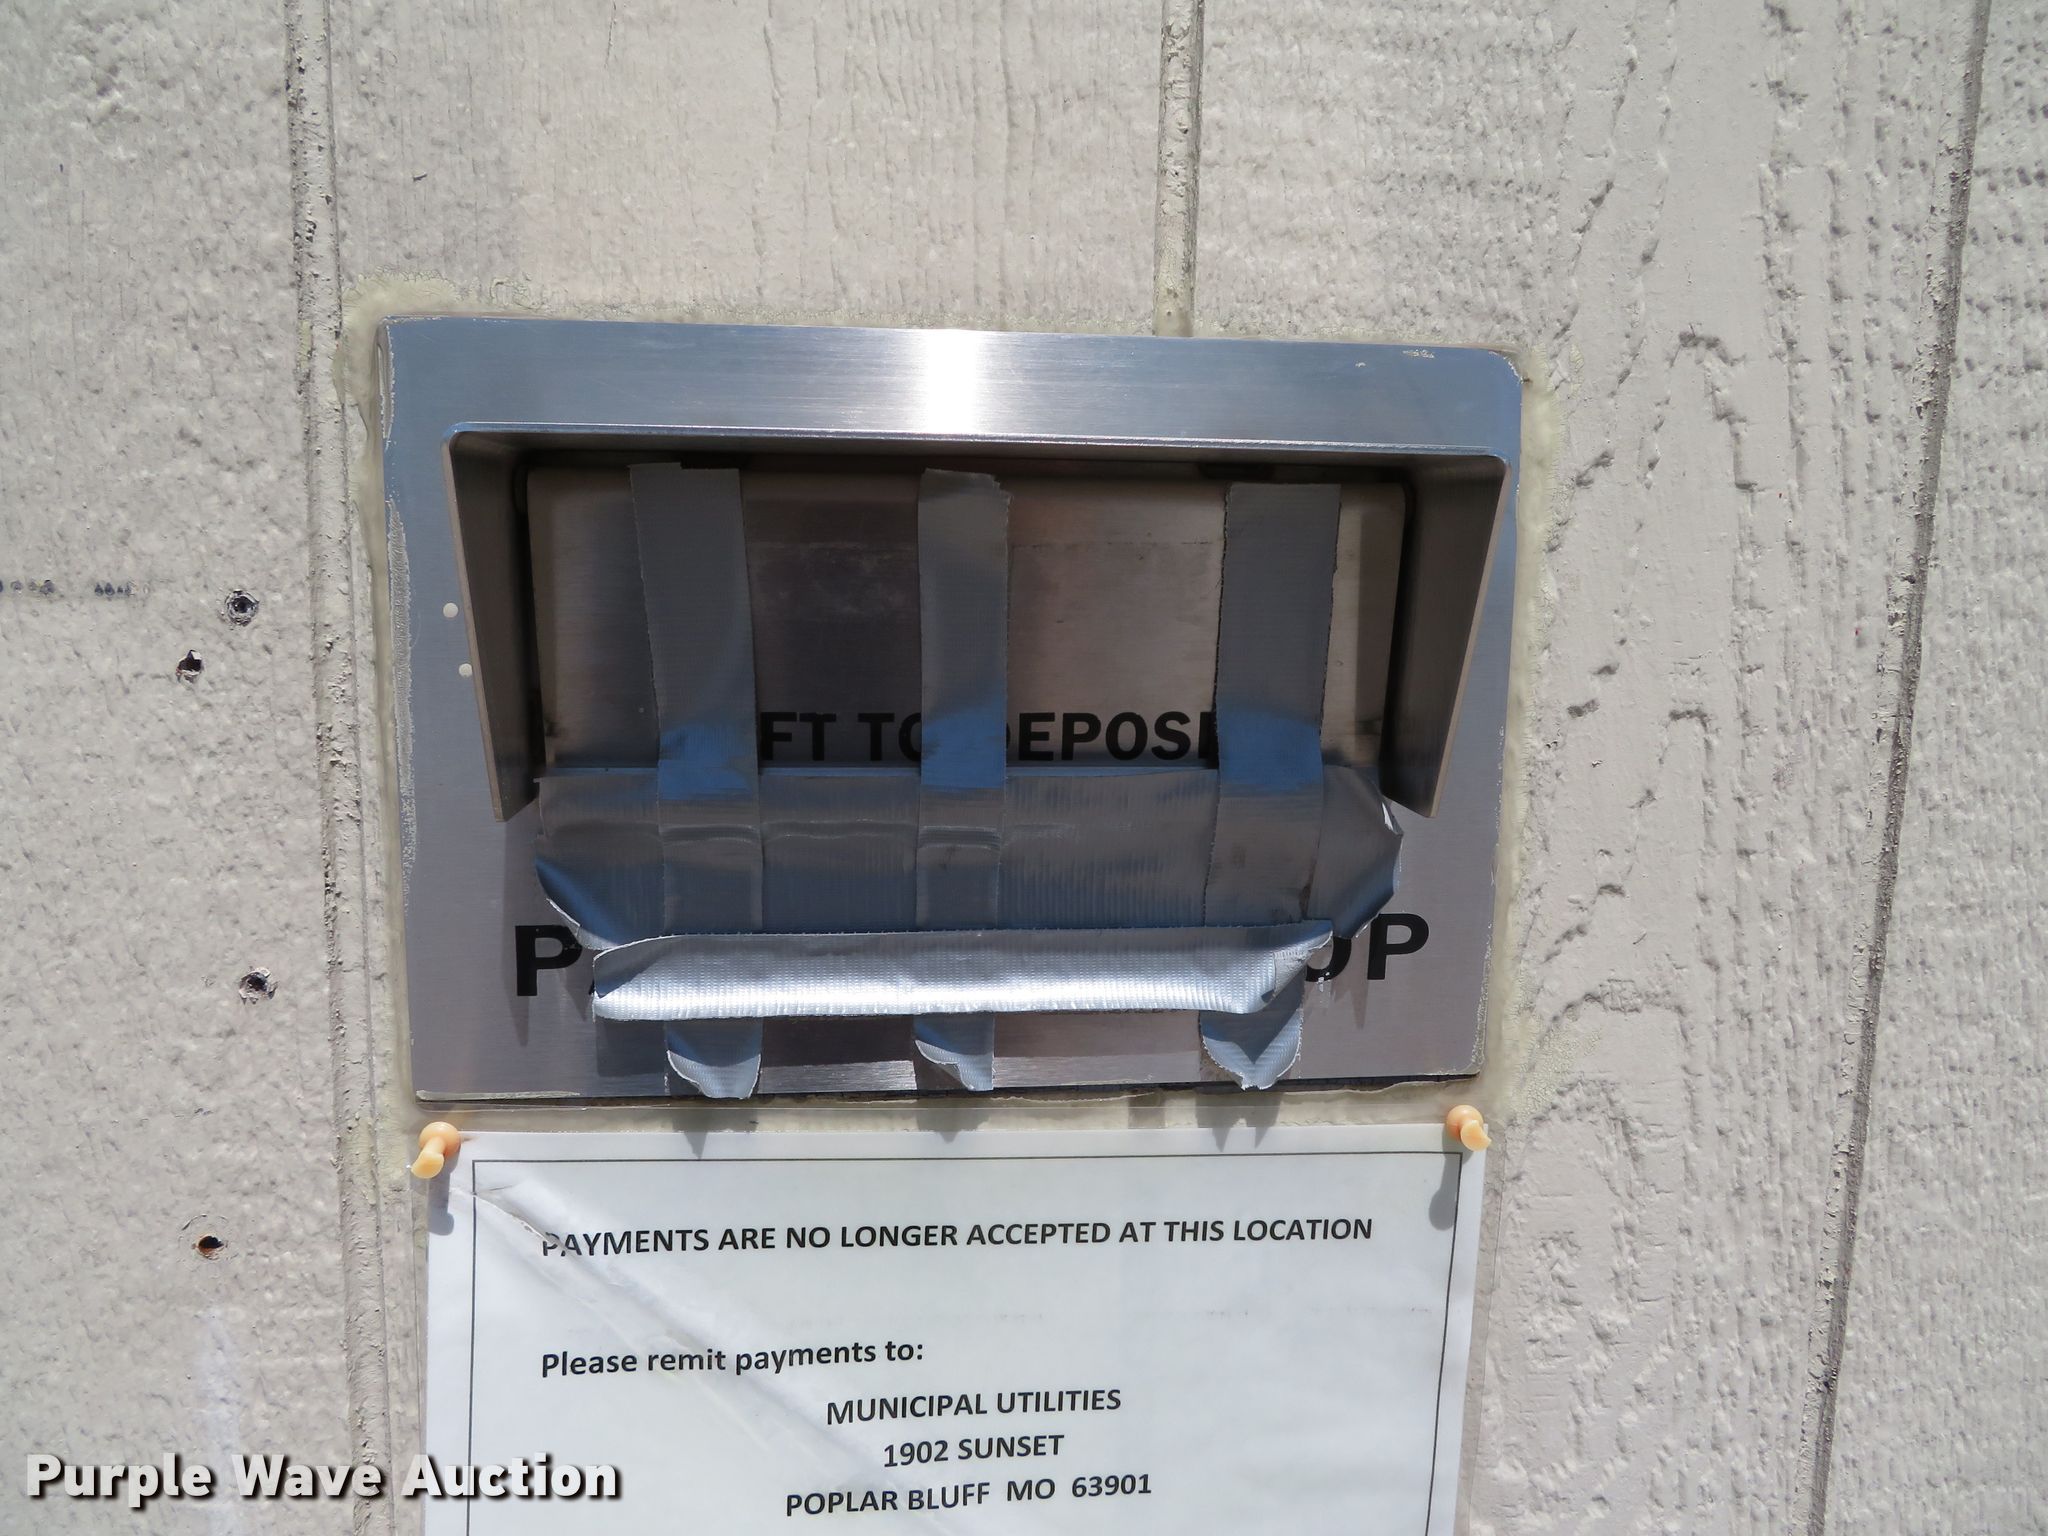 FT TO DEPOSI
P OP
PAYMENTS ARE NO LONGER ACCEPTED AT THIS LOCATION
Please remit payments to:
MUNICIPAL UTILITIES
1902 SUNSET
POPLAR BLUFF MO 63901
Purple Wave Auction